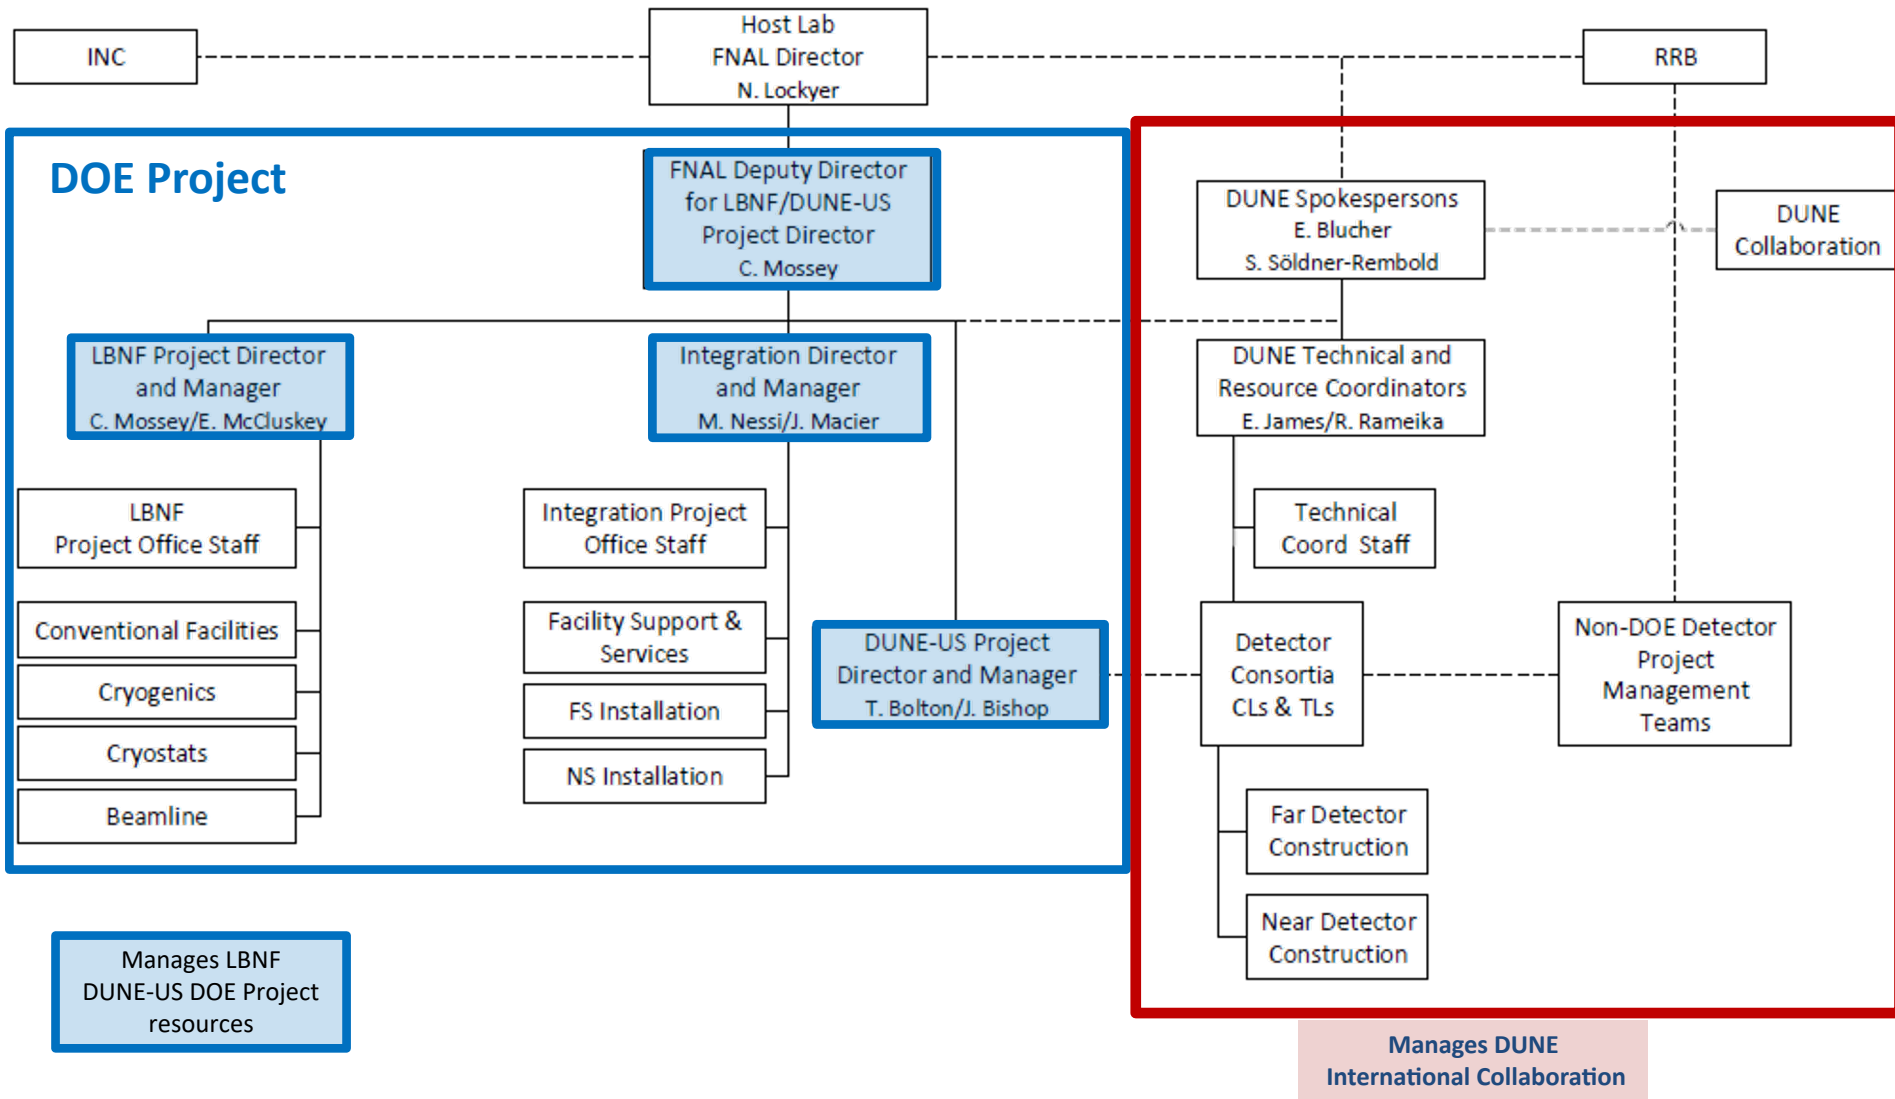 INC
Host Lab
FNAL Director
N. Lockyer
RRB
DOE Project
FNAL Deputy Director
for LBNF/DUNE-US
Project Director
C. Mossey
DUNE Spokespersons
E. Blucher
S. Söldner-Rembold
DUNE
Collaboration
LBNF Project Director
and Manager
C. Mossey/E. McCluskey
Integration Director
and Manager
M. Nessi/J. Macier
DUNE Technical and
Resource Coordinators
E. James/R. Rameika
LBNF
Project Office Staff
Integration Project
Office Staff
Technical
Coord Staff
Conventional Facilities
Facility Support &
Services
DUNE-US Project
Director and Manager
T. Bolton/J. Bishop
Detector
Consortia
CLs & TLs
Non-DOE Detector
Project
Management
Teams
Cryogenics
FS Installation
Cryostats
NS Installation
Beamline
Far Detector
Construction
Near Detector
Construction
Manages LBNF
DUNE-US DOE Project
resources
Manages DUNE
International Collaboration